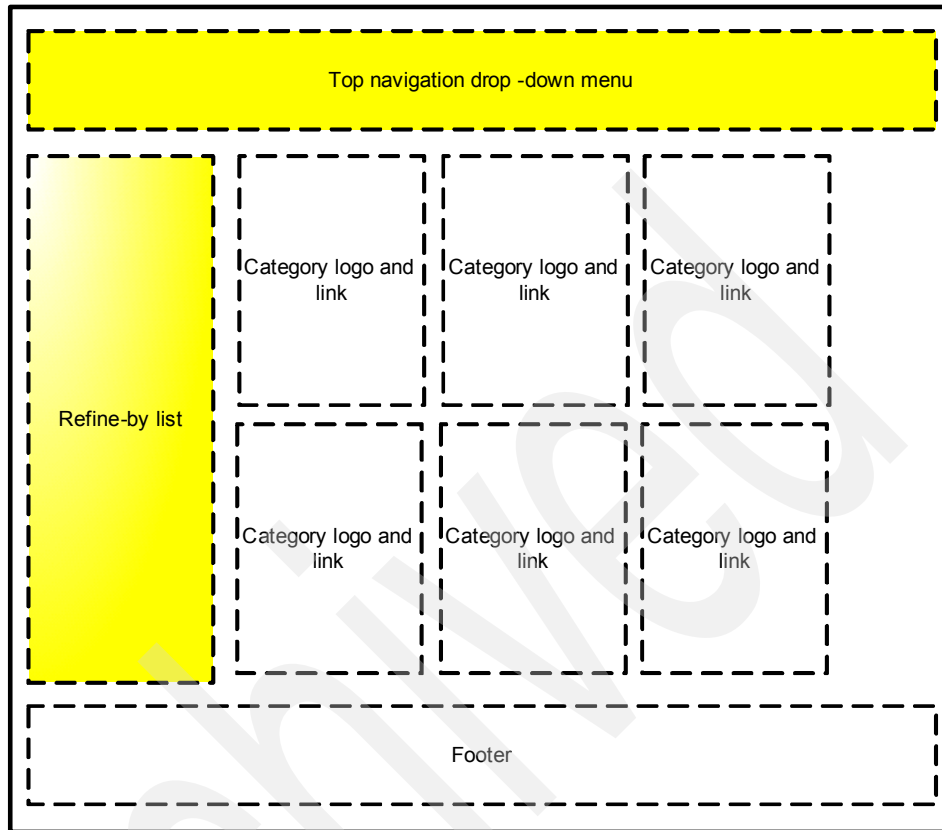 Top navigation drop -down menu
Category logo and
link
Category logo and
link
Category logo and
link
Refine-by list
Category logo and
link
Category logo and
link
Category logo and
link
Footer
hived